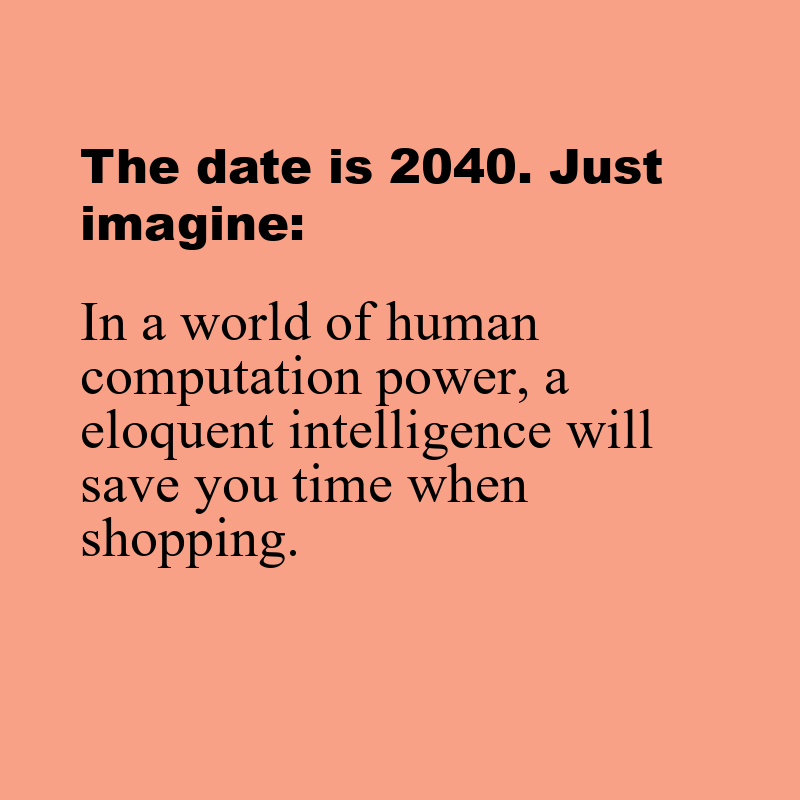 The date is 2040. Just
imagine:
In a world of human
computation power, a
eloquent intelligence will
save you time when
shopping.